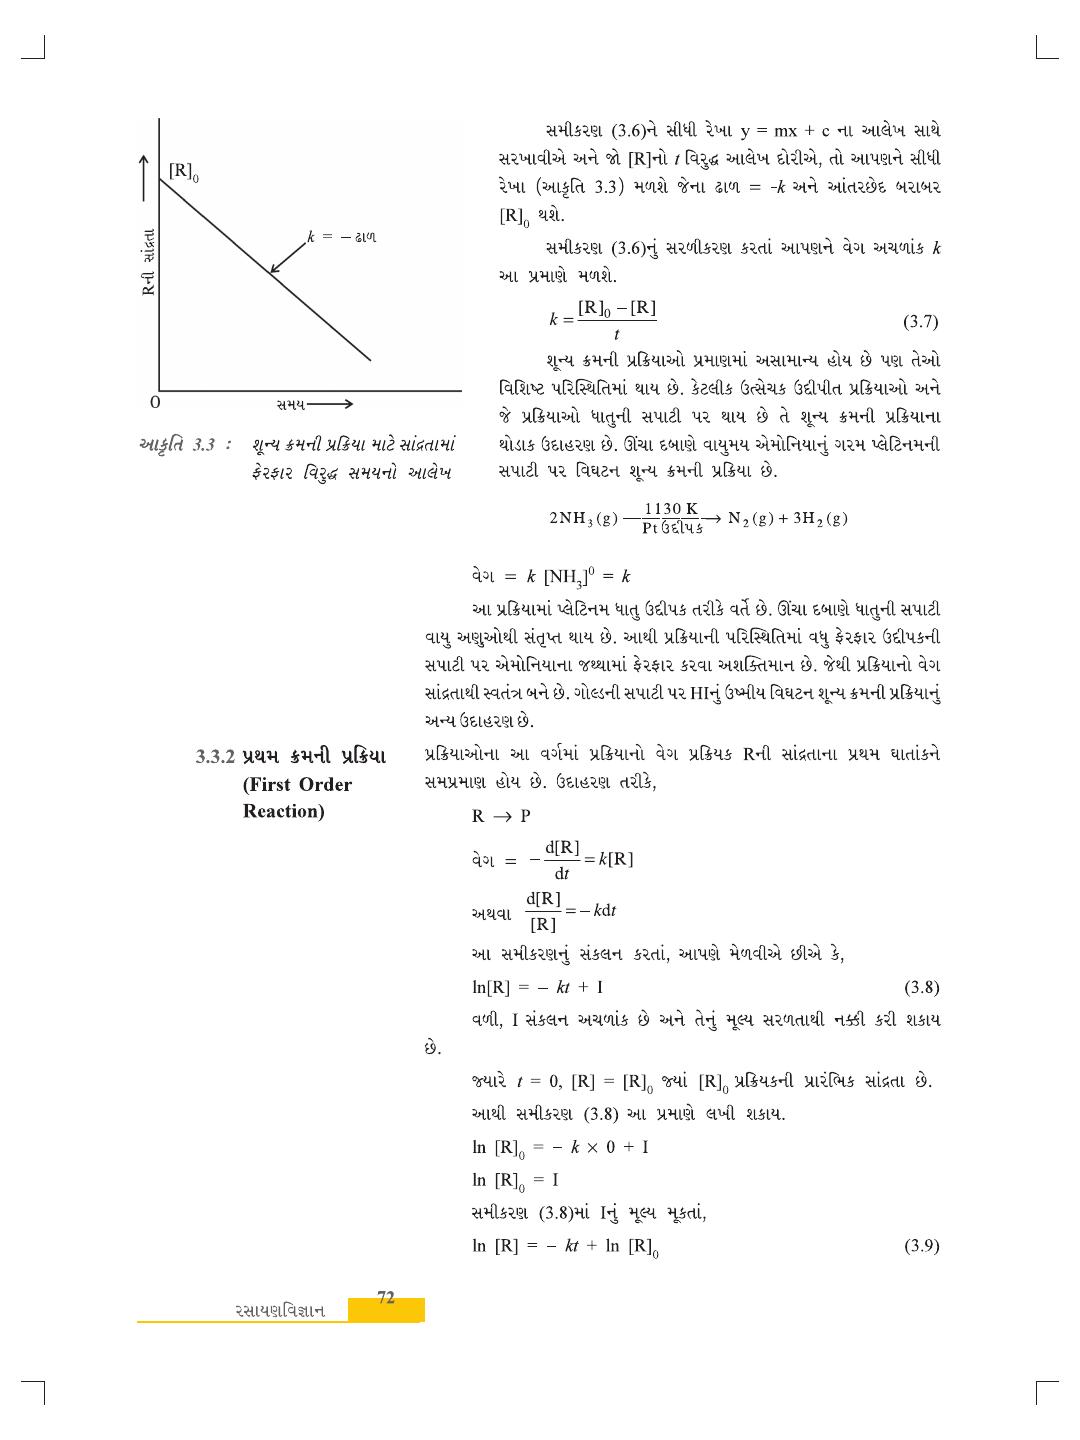 [R]0
k = – ઢાળ
Rની સાંદ્રતા
O
સમય
આકૃતિ 3.3 : શૂન્ય ક્રમની પ્રક્રિયા માટે સાંદ્રતામાં
ફેરફાર વિરુદ્ધ સમયનો આલેખ
સમીકરણ (3.6)ને સીધી રેખા y = mx + c ના આલેખ સાથે
સરખાવીએ અને જો [R]નો t વિરુદ્ધ આલેખ દોરીએ, તો આપણને સીધી
રેખા (આકૃતિ 3.3) મળશે જેના ઢાળ = -k અને આંતરછેદ બરાબર
[R]0 થશે.
સમીકરણ (3.6)નું સરળીકરણ કરતાં આપણને વેગ અચળાંક k
આ પ્રમાણે મળશે.
k = [R]0 – [R] / t (3.7)
શૂન્ય ક્રમની પ્રક્રિયાઓ પ્રમાણમાં અસામાન્ય હોય છે પણ તેઓ
વિશિષ્ટ પરિસ્થિતિમાં થાય છે. કેટલીક ઉત્સેચક ઉદ્દીપીત પ્રક્રિયાઓ અને
જે પ્રક્રિયાઓ ધાતુની સપાટી પર થાય છે તે શૂન્ય ક્રમની પ્રક્રિયાના
થોડાક ઉદાહરણ છે. ઊંચા દબાણે વાયુમય એમોનિયાનું ગરમ પ્લેટિનમની
સપાટી પર વિઘટન શૂન્ય ક્રમની પ્રક્રિયા છે.
2NH3(g) —1130 K / Pt ઉદ્દીપક→ N2(g) + 3H2(g)
વેગ = k [NH3]⁰ = k
આ પ્રક્રિયામાં પ્લેટિનમ ધાતુ ઉદ્દીપક તરીકે વર્તે છે. ઊંચા દબાણે ધાતુની સપાટી
વાયુ અણુઓથી સંતૃપ્ત થાય છે. આથી પ્રક્રિયાની પરિસ્થિતિમાં વધુ ફેરફાર ઉદ્દીપકની
સપાટી પર એમોનિયાના જથ્થામાં ફેરફાર કરવા અશક્તિમાન છે. જેથી પ્રક્રિયાનો વેગ
સાંદ્રતાથી સ્વતંત્ર બને છે. ગોલ્ડની સપાટી પર HIનું ઉષ્મીય વિઘટન શૂન્ય ક્રમની પ્રક્રિયાનું
અન્ય ઉદાહરણ છે.
3.3.2 પ્રથમ ક્રમની પ્રક્રિયા
(First Order
Reaction)
પ્રક્રિયાઓના આ વર્ગમાં પ્રક્રિયાનો વેગ પ્રક્રિયક Rની સાંદ્રતાના પ્રથમ ઘાતાંકને
સમપ્રમાણ હોય છે. ઉદાહરણ તરીકે,
R → P
વેગ = – d[R] / dt = k[R]
અથવા d[R] / [R] = – kdt
આ સમીકરણનું સંકલન કરતાં, આપણે મેળવીએ છીએ કે,
ln[R] = – kt + I (3.8)
વળી, I સંકલન અચળાંક છે અને તેનું મૂલ્ય સરળતાથી નક્કી કરી શકાય
છે.
જ્યારે t = 0, [R] = [R]0 જ્યાં [R]0 પ્રક્રિયકની પ્રારંભિક સાંદ્રતા છે.
આથી સમીકરણ (3.8) આ પ્રમાણે લખી શકાય.
ln [R]0 = – k × 0 + I
ln [R]0 = I
સમીકરણ (3.8)માં Iનું મૂલ્ય મૂકતાં,
ln [R] = – kt + ln [R]0 (3.9)
રસાયણવિજ્ઞાન 72